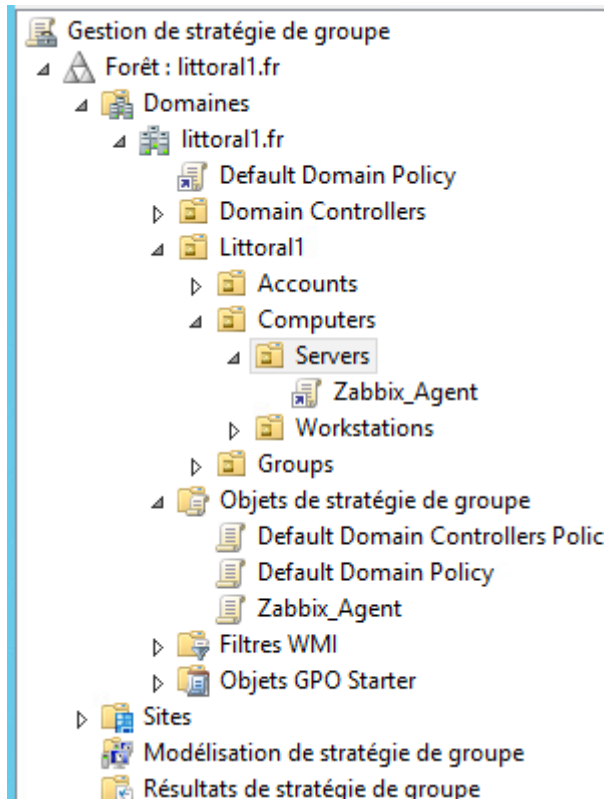 Gestion de stratégie de groupe
Forêt : littoral1.fr
Domaines
littoral1.fr
Default Domain Policy
Domain Controllers
Littoral1
Accounts
Computers
Servers
Zabbix_Agent
Workstations
Groups
Objets de stratégie de groupe
Default Domain Controllers Polic
Default Domain Policy
Zabbix_Agent
Filtres WMI
Objets GPO Starter
Sites
Modélisation de stratégie de groupe
Résultats de stratégie de groupe